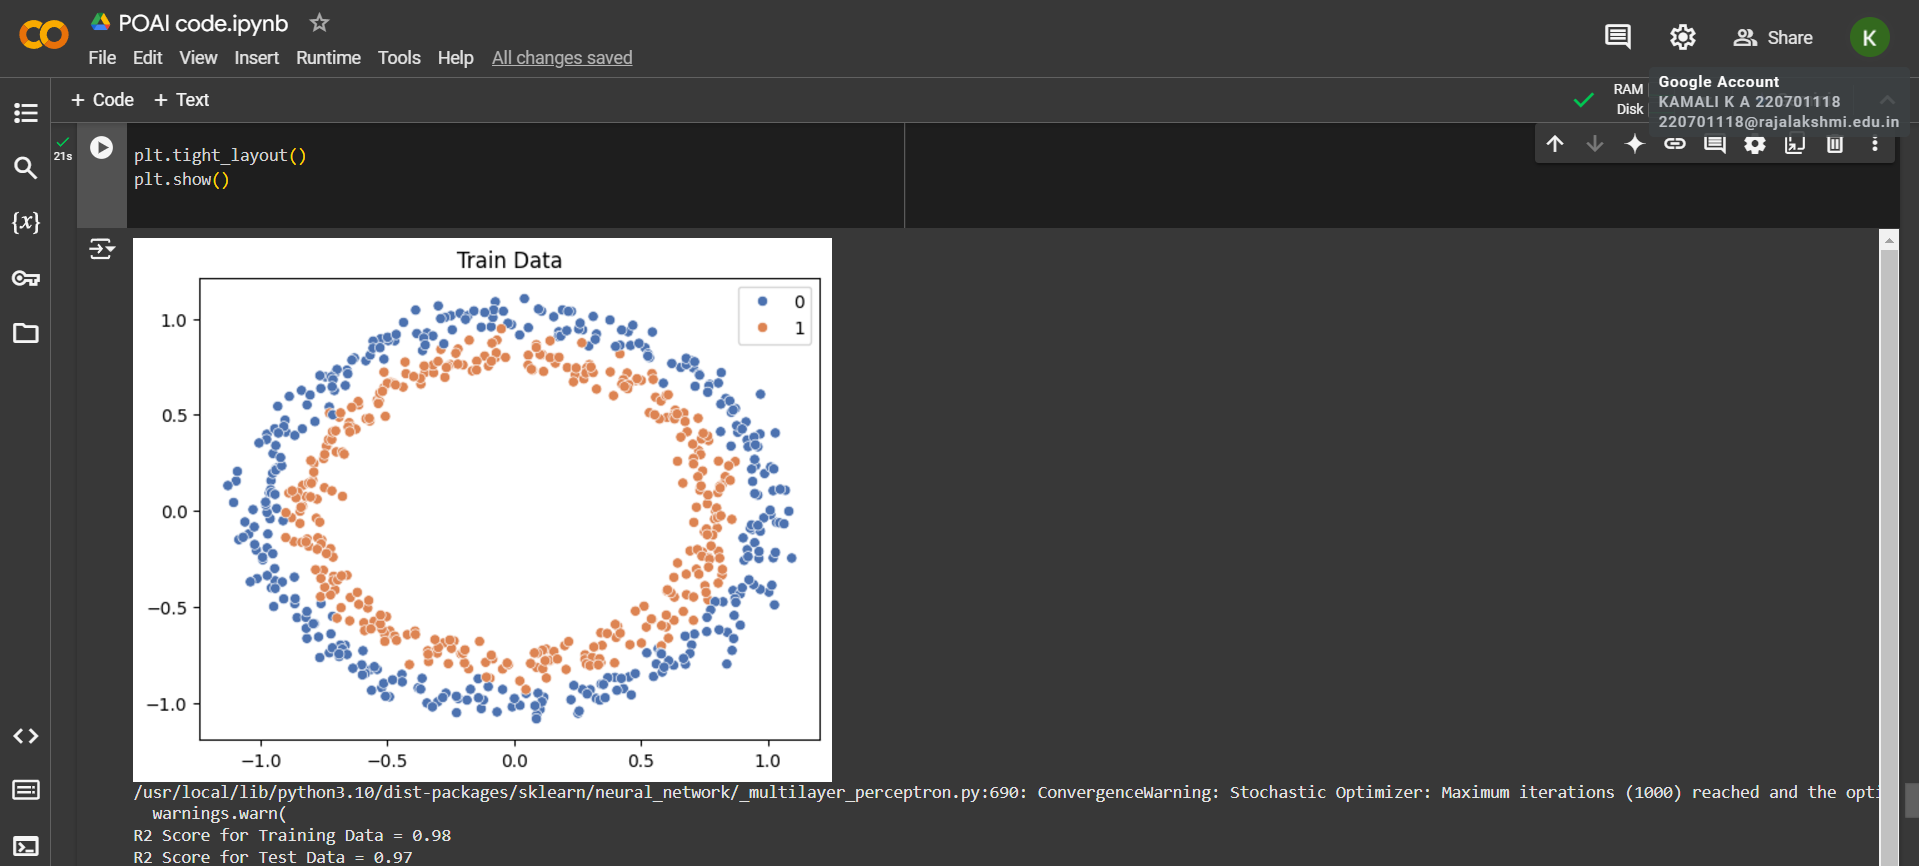 POAI code.ipynb
File Edit View Insert Runtime Tools Help All changes saved
Share
K
+ Code + Text
RAM
Disk
Google Account
KAMALI K A 220701118
220701118@rajalakshmi.edu.in
21s
plt.tight_layout()
plt.show()
{x}
Train Data
0
1
1.0
0.5
0.0
−0.5
−1.0
−1.0 −0.5 0.0 0.5 1.0
/usr/local/lib/python3.10/dist-packages/sklearn/neural_network/_multilayer_perceptron.py:690: ConvergenceWarning: Stochastic Optimizer: Maximum iterations (1000) reached and the opti
warnings.warn(
R2 Score for Training Data = 0.98
R2 Score for Test Data = 0.97